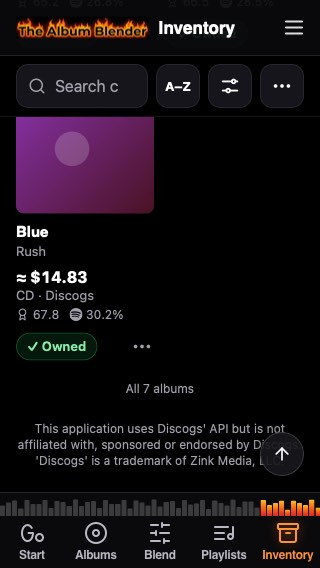 The Album Blender Inventory
Search c
A–Z
Blue
Rush
≈ $14.83
CD · Discogs
67.8 30.2%
✓ Owned
All 7 albums
This application uses Discogs' API but is not
affiliated with, sponsored or endorsed by Discogs.
'Discogs' is a trademark of Zink Media, LLC.
Start Albums Blend Playlists Inventory